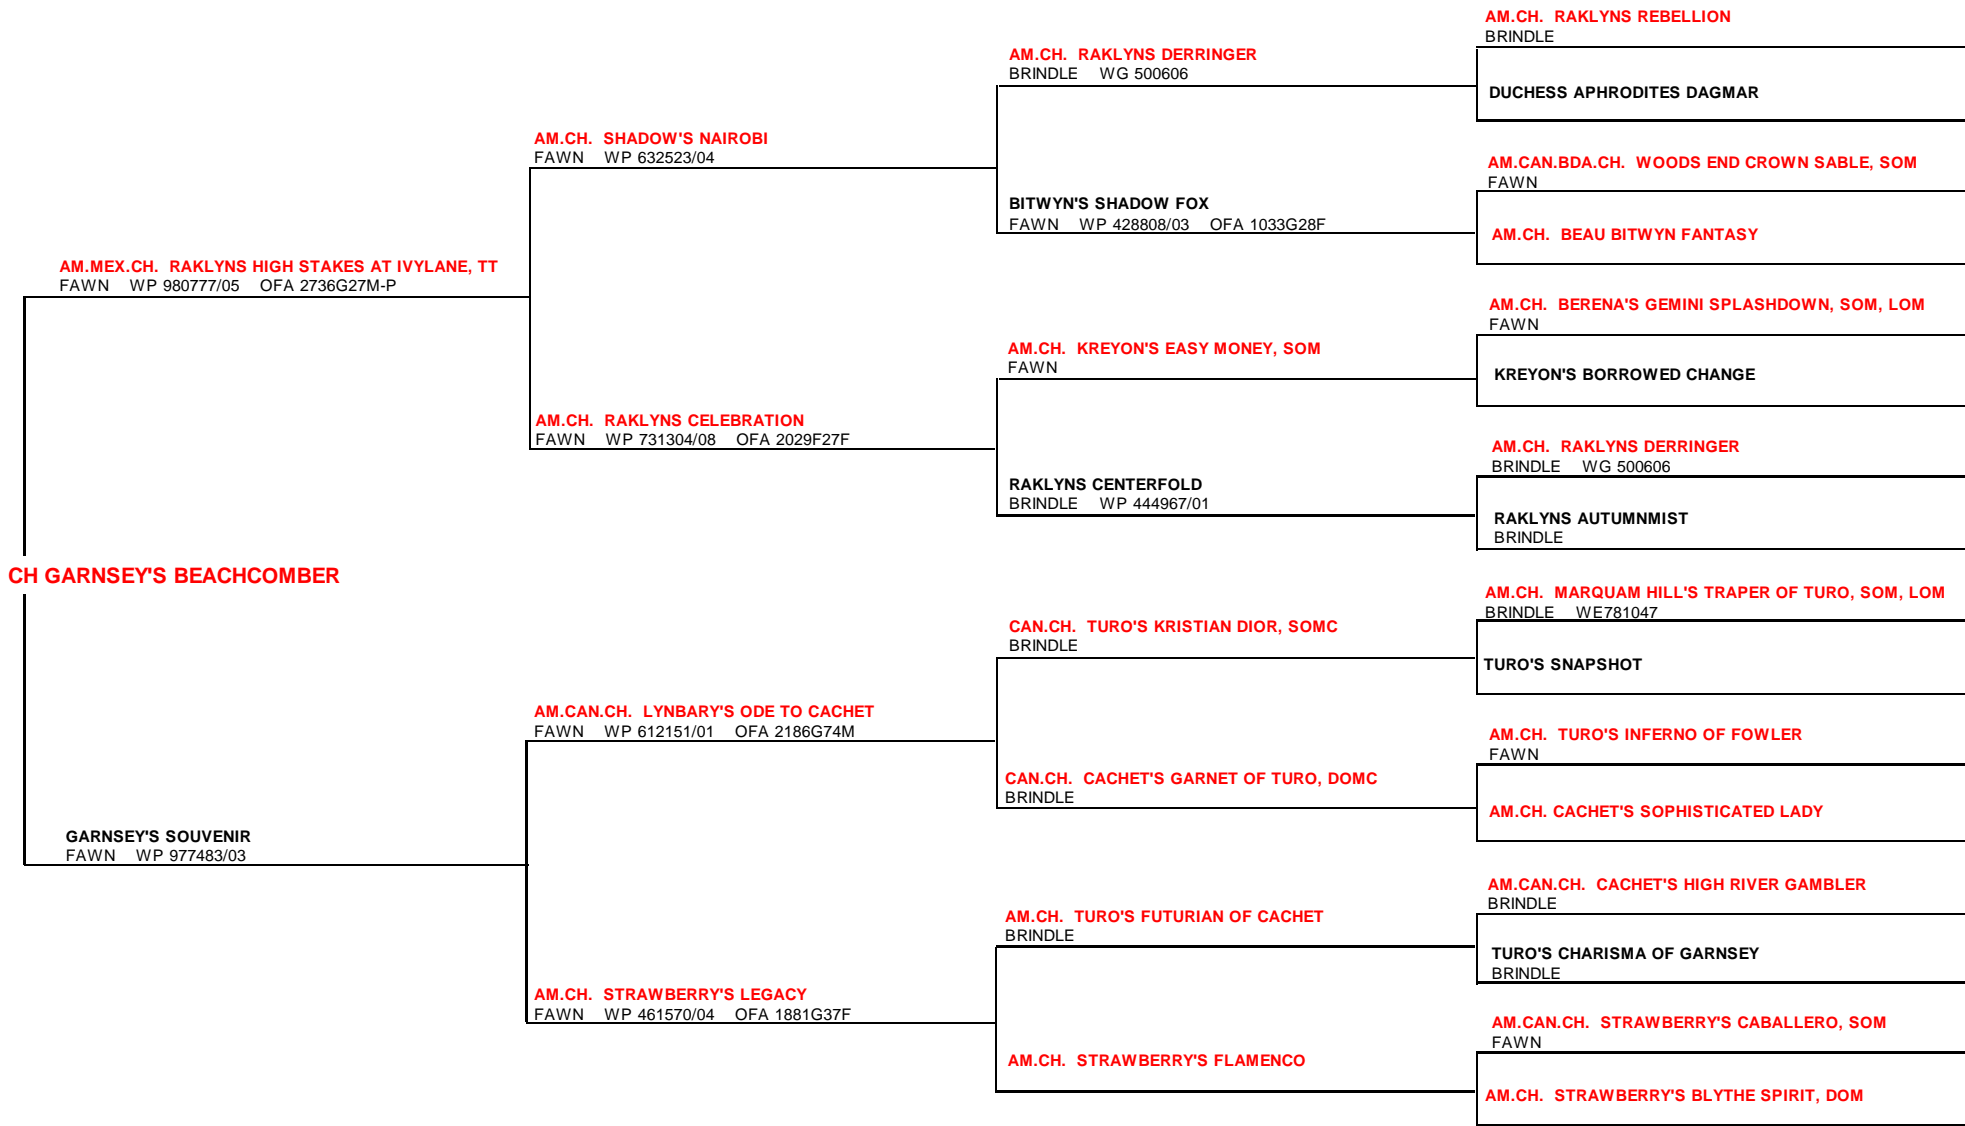 AM.CH. RAKLYNS REBELLION
BRINDLE
AM.CH. RAKLYNS DERRINGER
BRINDLE WG 500606
DUCHESS APHRODITES DAGMAR
AM.CH. SHADOW'S NAIROBI
FAWN WP 632523/04
AM.CAN.BDA.CH. WOODS END CROWN SABLE, SOM
FAWN
BITWYN'S SHADOW FOX
FAWN WP 428808/03 OFA 1033G28F
AM.CH. BEAU BITWYN FANTASY
AM.MEX.CH. RAKLYNS HIGH STAKES AT IVYLANE, TT
FAWN WP 980777/05 OFA 2736G27M-P
AM.CH. BERENA'S GEMINI SPLASHDOWN, SOM, LOM
FAWN
AM.CH. KREYON'S EASY MONEY, SOM
FAWN
KREYON'S BORROWED CHANGE
AM.CH. RAKLYNS CELEBRATION
FAWN WP 731304/08 OFA 2029F27F
AM.CH. RAKLYNS DERRINGER
BRINDLE WG 500606
RAKLYNS CENTERFOLD
BRINDLE WP 444967/01
RAKLYNS AUTUMNMIST
BRINDLE
CH GARNSEY'S BEACHCOMBER
AM.CH. MARQUAM HILL'S TRAPER OF TURO, SOM, LOM
BRINDLE WE781047
CAN.CH. TURO'S KRISTIAN DIOR, SOMC
BRINDLE
TURO'S SNAPSHOT
AM.CAN.CH. LYNBARY'S ODE TO CACHET
FAWN WP 612151/01 OFA 2186G74M
AM.CH. TURO'S INFERNO OF FOWLER
FAWN
CAN.CH. CACHET'S GARNET OF TURO, DOMC
BRINDLE
AM.CH. CACHET'S SOPHISTICATED LADY
GARNSEY'S SOUVENIR
FAWN WP 977483/03
AM.CAN.CH. CACHET'S HIGH RIVER GAMBLER
BRINDLE
AM.CH. TURO'S FUTURIAN OF CACHET
BRINDLE
TURO'S CHARISMA OF GARNSEY
BRINDLE
AM.CH. STRAWBERRY'S LEGACY
FAWN WP 461570/04 OFA 1881G37F
AM.CAN.CH. STRAWBERRY'S CABALLERO, SOM
FAWN
AM.CH. STRAWBERRY'S FLAMENCO
AM.CH. STRAWBERRY'S BLYTHE SPIRIT, DOM